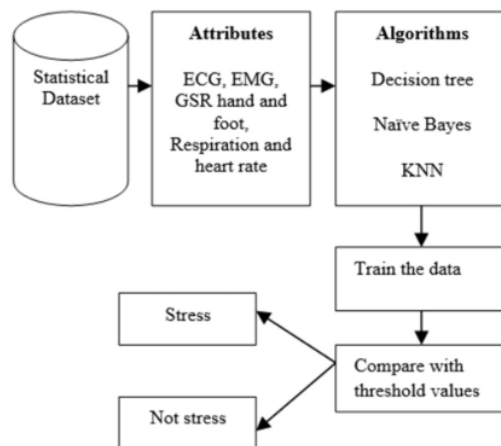 Statistical
Dataset
Attributes
ECG, EMG,
GSR hand and
foot,
Respiration and
heart rate
Algorithms
Decision tree
Naïve Bayes
KNN
Train the data
Compare with
threshold values
Stress
Not stress